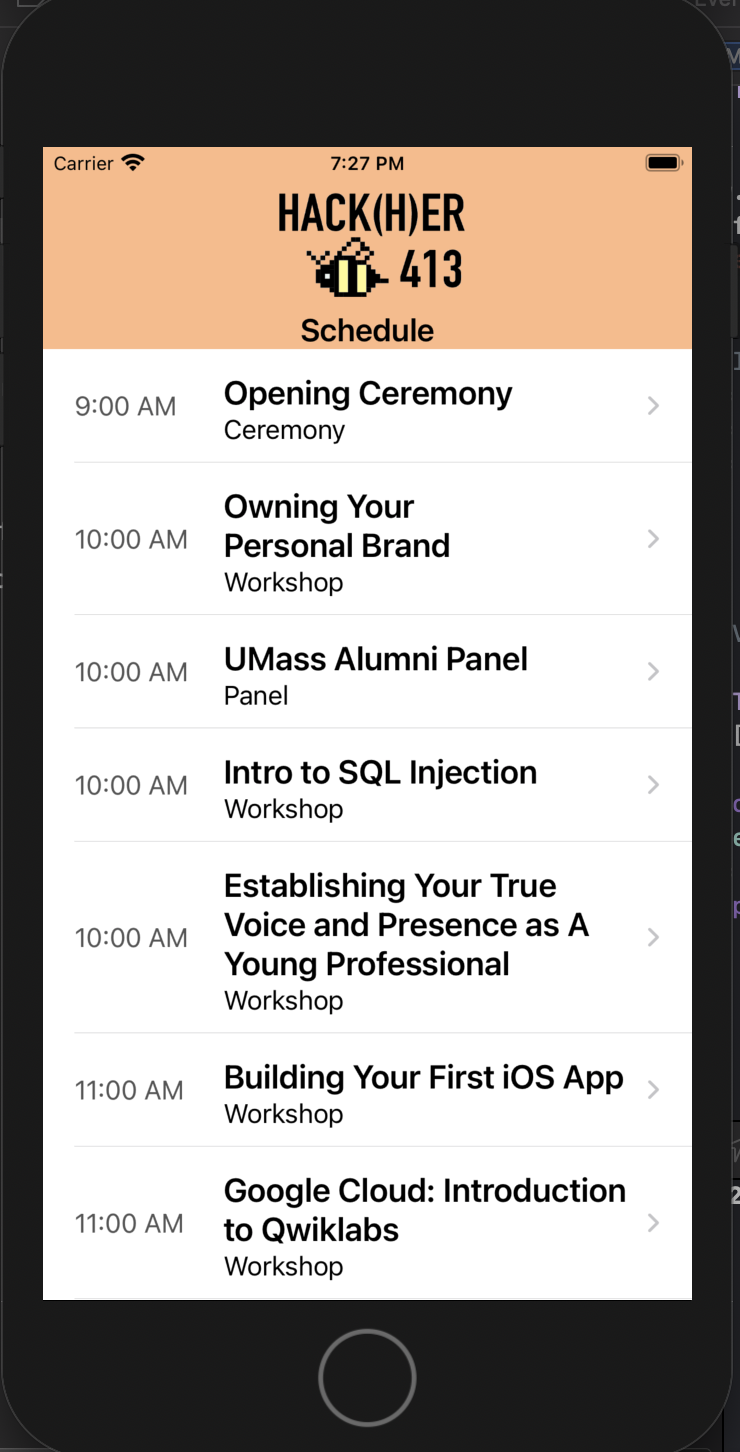 Carrier 7:27 PM
HACK(H)ER
413
Schedule
9:00 AM
Opening Ceremony
Ceremony
10:00 AM
Owning Your
Personal Brand
Workshop
10:00 AM
UMass Alumni Panel
Panel
10:00 AM
Intro to SQL Injection
Workshop
10:00 AM
Establishing Your True
Voice and Presence as A
Young Professional
Workshop
11:00 AM
Building Your First iOS App
Workshop
11:00 AM
Google Cloud: Introduction
to Qwiklabs
Workshop